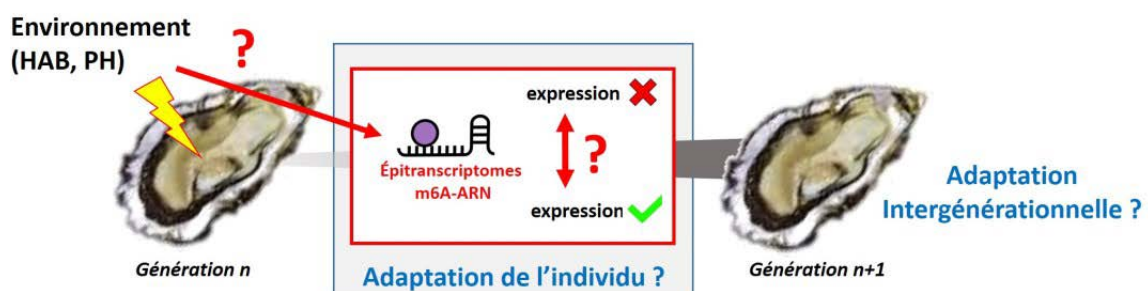 Environnement
(HAB, PH)
?
Génération n
expression
Épitranscriptomes
m6A-ARN
?
expression
Adaptation de l'individu ?
Génération n+1
Adaptation
Intergénérationnelle ?